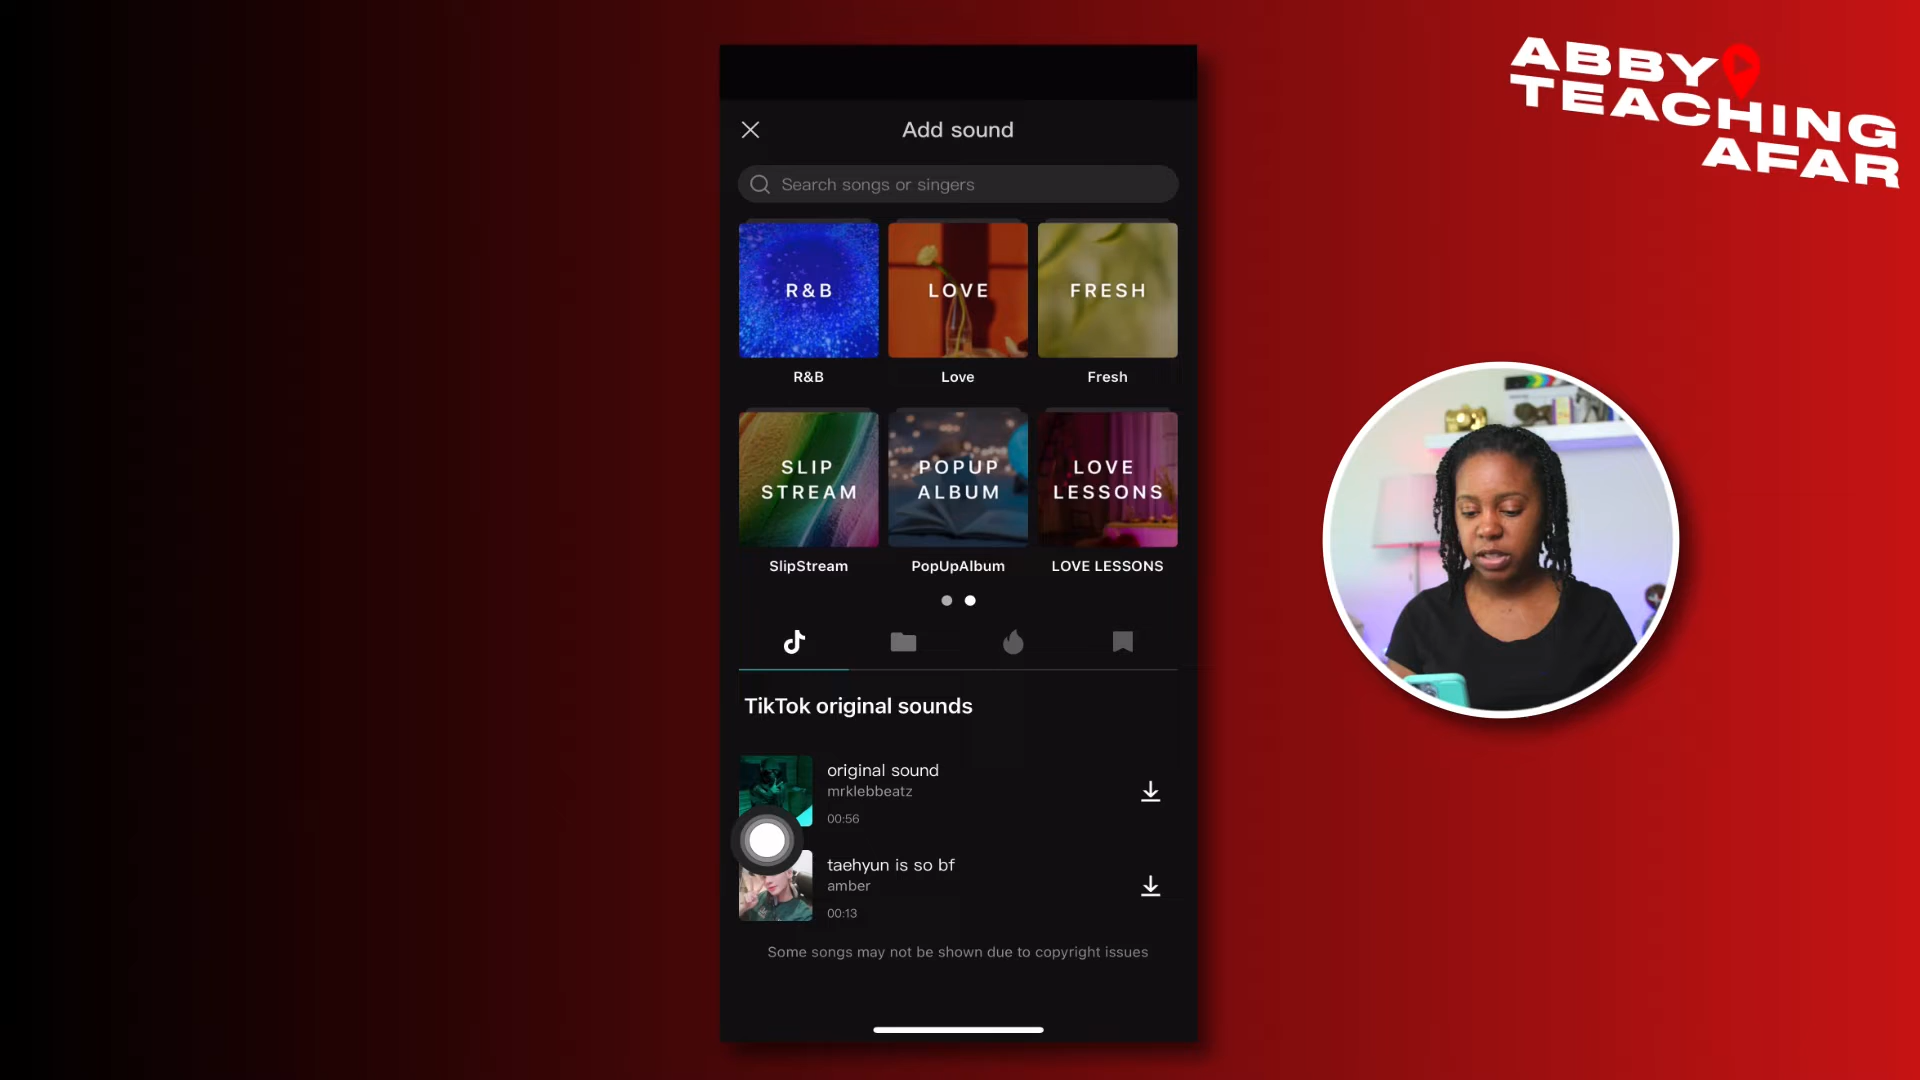 ABBY
TEACHING
AFAR
Add sound
Search songs or singers
R&B
LOVE
FRESH
R&B
Love
Fresh
SLIP
STREAM
POPUP
ALBUM
LOVE
LESSONS
SlipStream
PopUpAlbum
LOVE LESSONS
TikTok original sounds
original sound
mrklebbeatz
00:56
taehyun is so bf
amber
00:13
Some songs may not be shown due to copyright issues